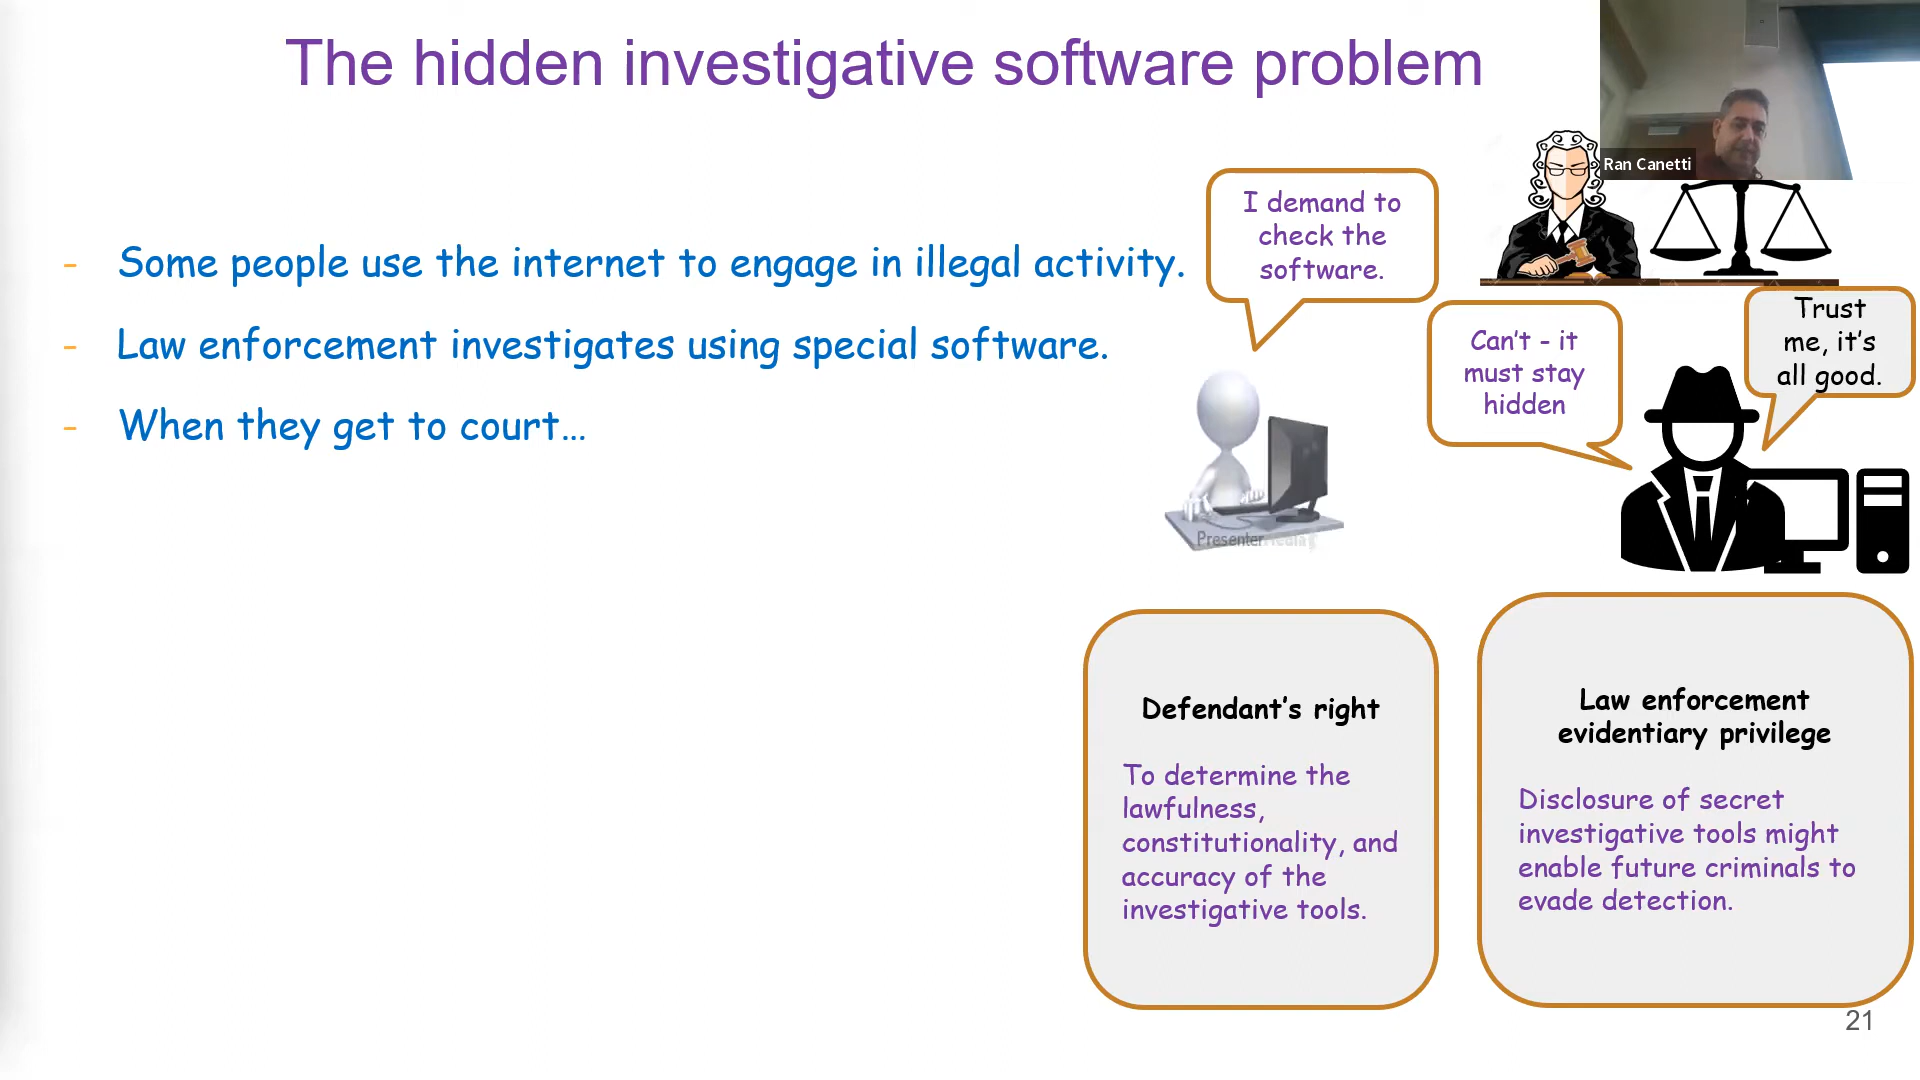 The hidden investigative software problem
Ran Canetti
- Some people use the internet to engage in illegal activity.
- Law enforcement investigates using special software.
- When they get to court…
I demand to
check the
software.
Can't - it
must stay
hidden
Trust
me, it's
all good.
Defendant's right
To determine the
lawfulness,
constitutionality, and
accuracy of the
investigative tools.
Law enforcement
evidentiary privilege
Disclosure of secret
investigative tools might
enable future criminals to
evade detection.
PresenterMedia
21